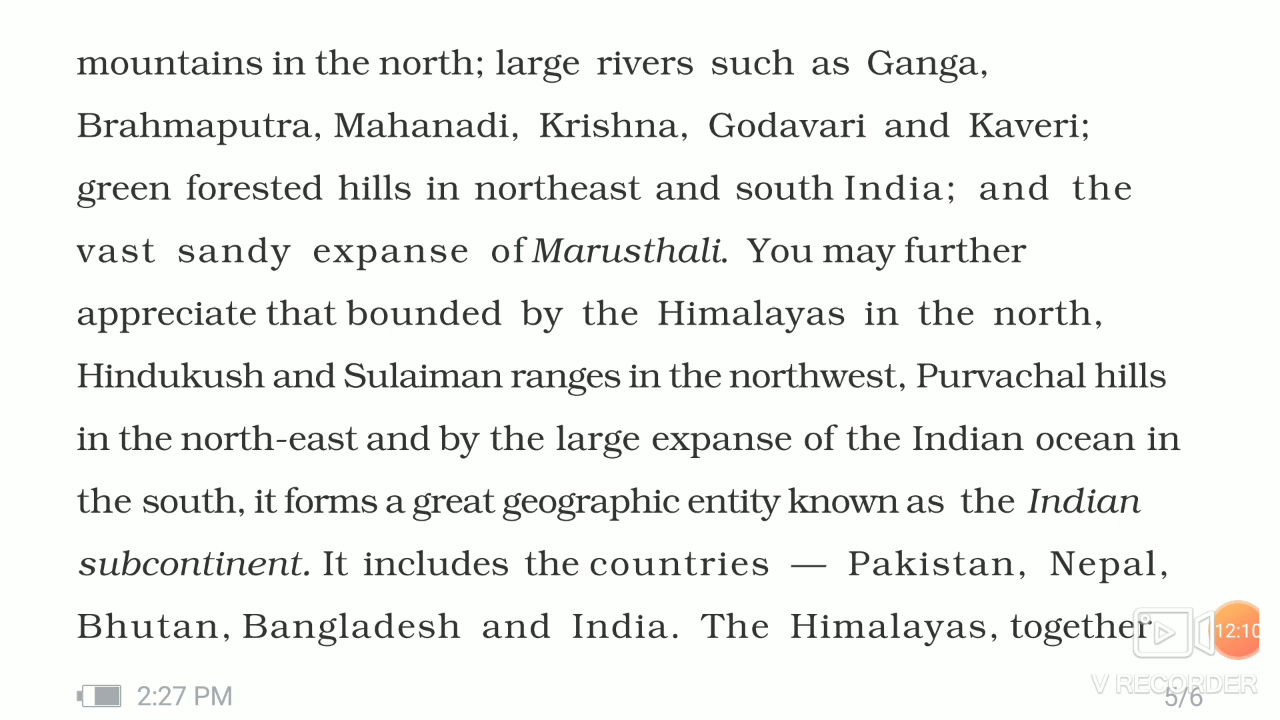 mountains in the north; large rivers such as Ganga,
Brahmaputra, Mahanadi, Krishna, Godavari and Kaveri;
green forested hills in northeast and south India; and the
vast sandy expanse of Marusthali. You may further
appreciate that bounded by the Himalayas in the north,
Hindukush and Sulaiman ranges in the northwest, Purvachal hills
in the north-east and by the large expanse of the Indian ocean in
the south, it forms a great geographic entity known as the Indian
subcontinent. It includes the countries — Pakistan, Nepal,
Bhutan, Bangladesh and India. The Himalayas, together
12:10
V RECORDER
2:27 PM
5/6